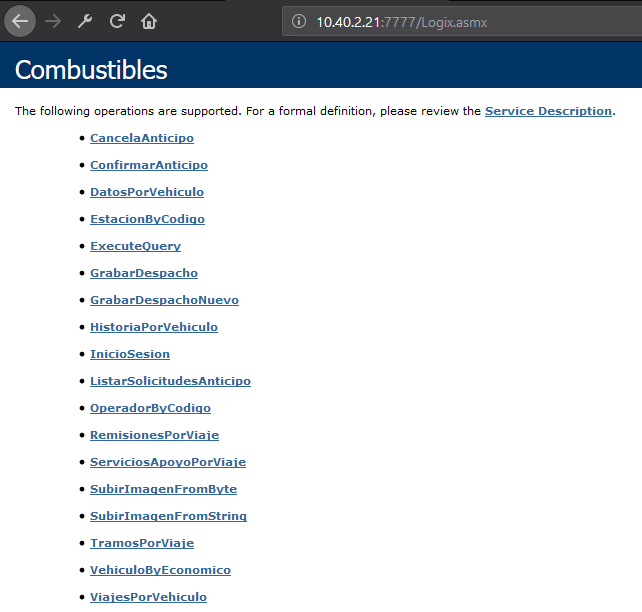 10.40.2.21:7777/Logix.asmx
Combustibles
The following operations are supported. For a formal definition, please review the Service Description.
CancelaAnticipo
ConfirmarAnticipo
DatosPorVehiculo
EstacionByCodigo
ExecuteQuery
GrabarDespacho
GrabarDespachoNuevo
HistoriaPorVehiculo
InicioSesion
ListarSolicitudesAnticipo
OperadorByCodigo
RemisionesPorViaje
ServiciosApoyoPorViaje
SubirImagenFromByte
SubirImagenFromString
TramosPorViaje
VehiculoByEconomico
ViajesPorVehiculo